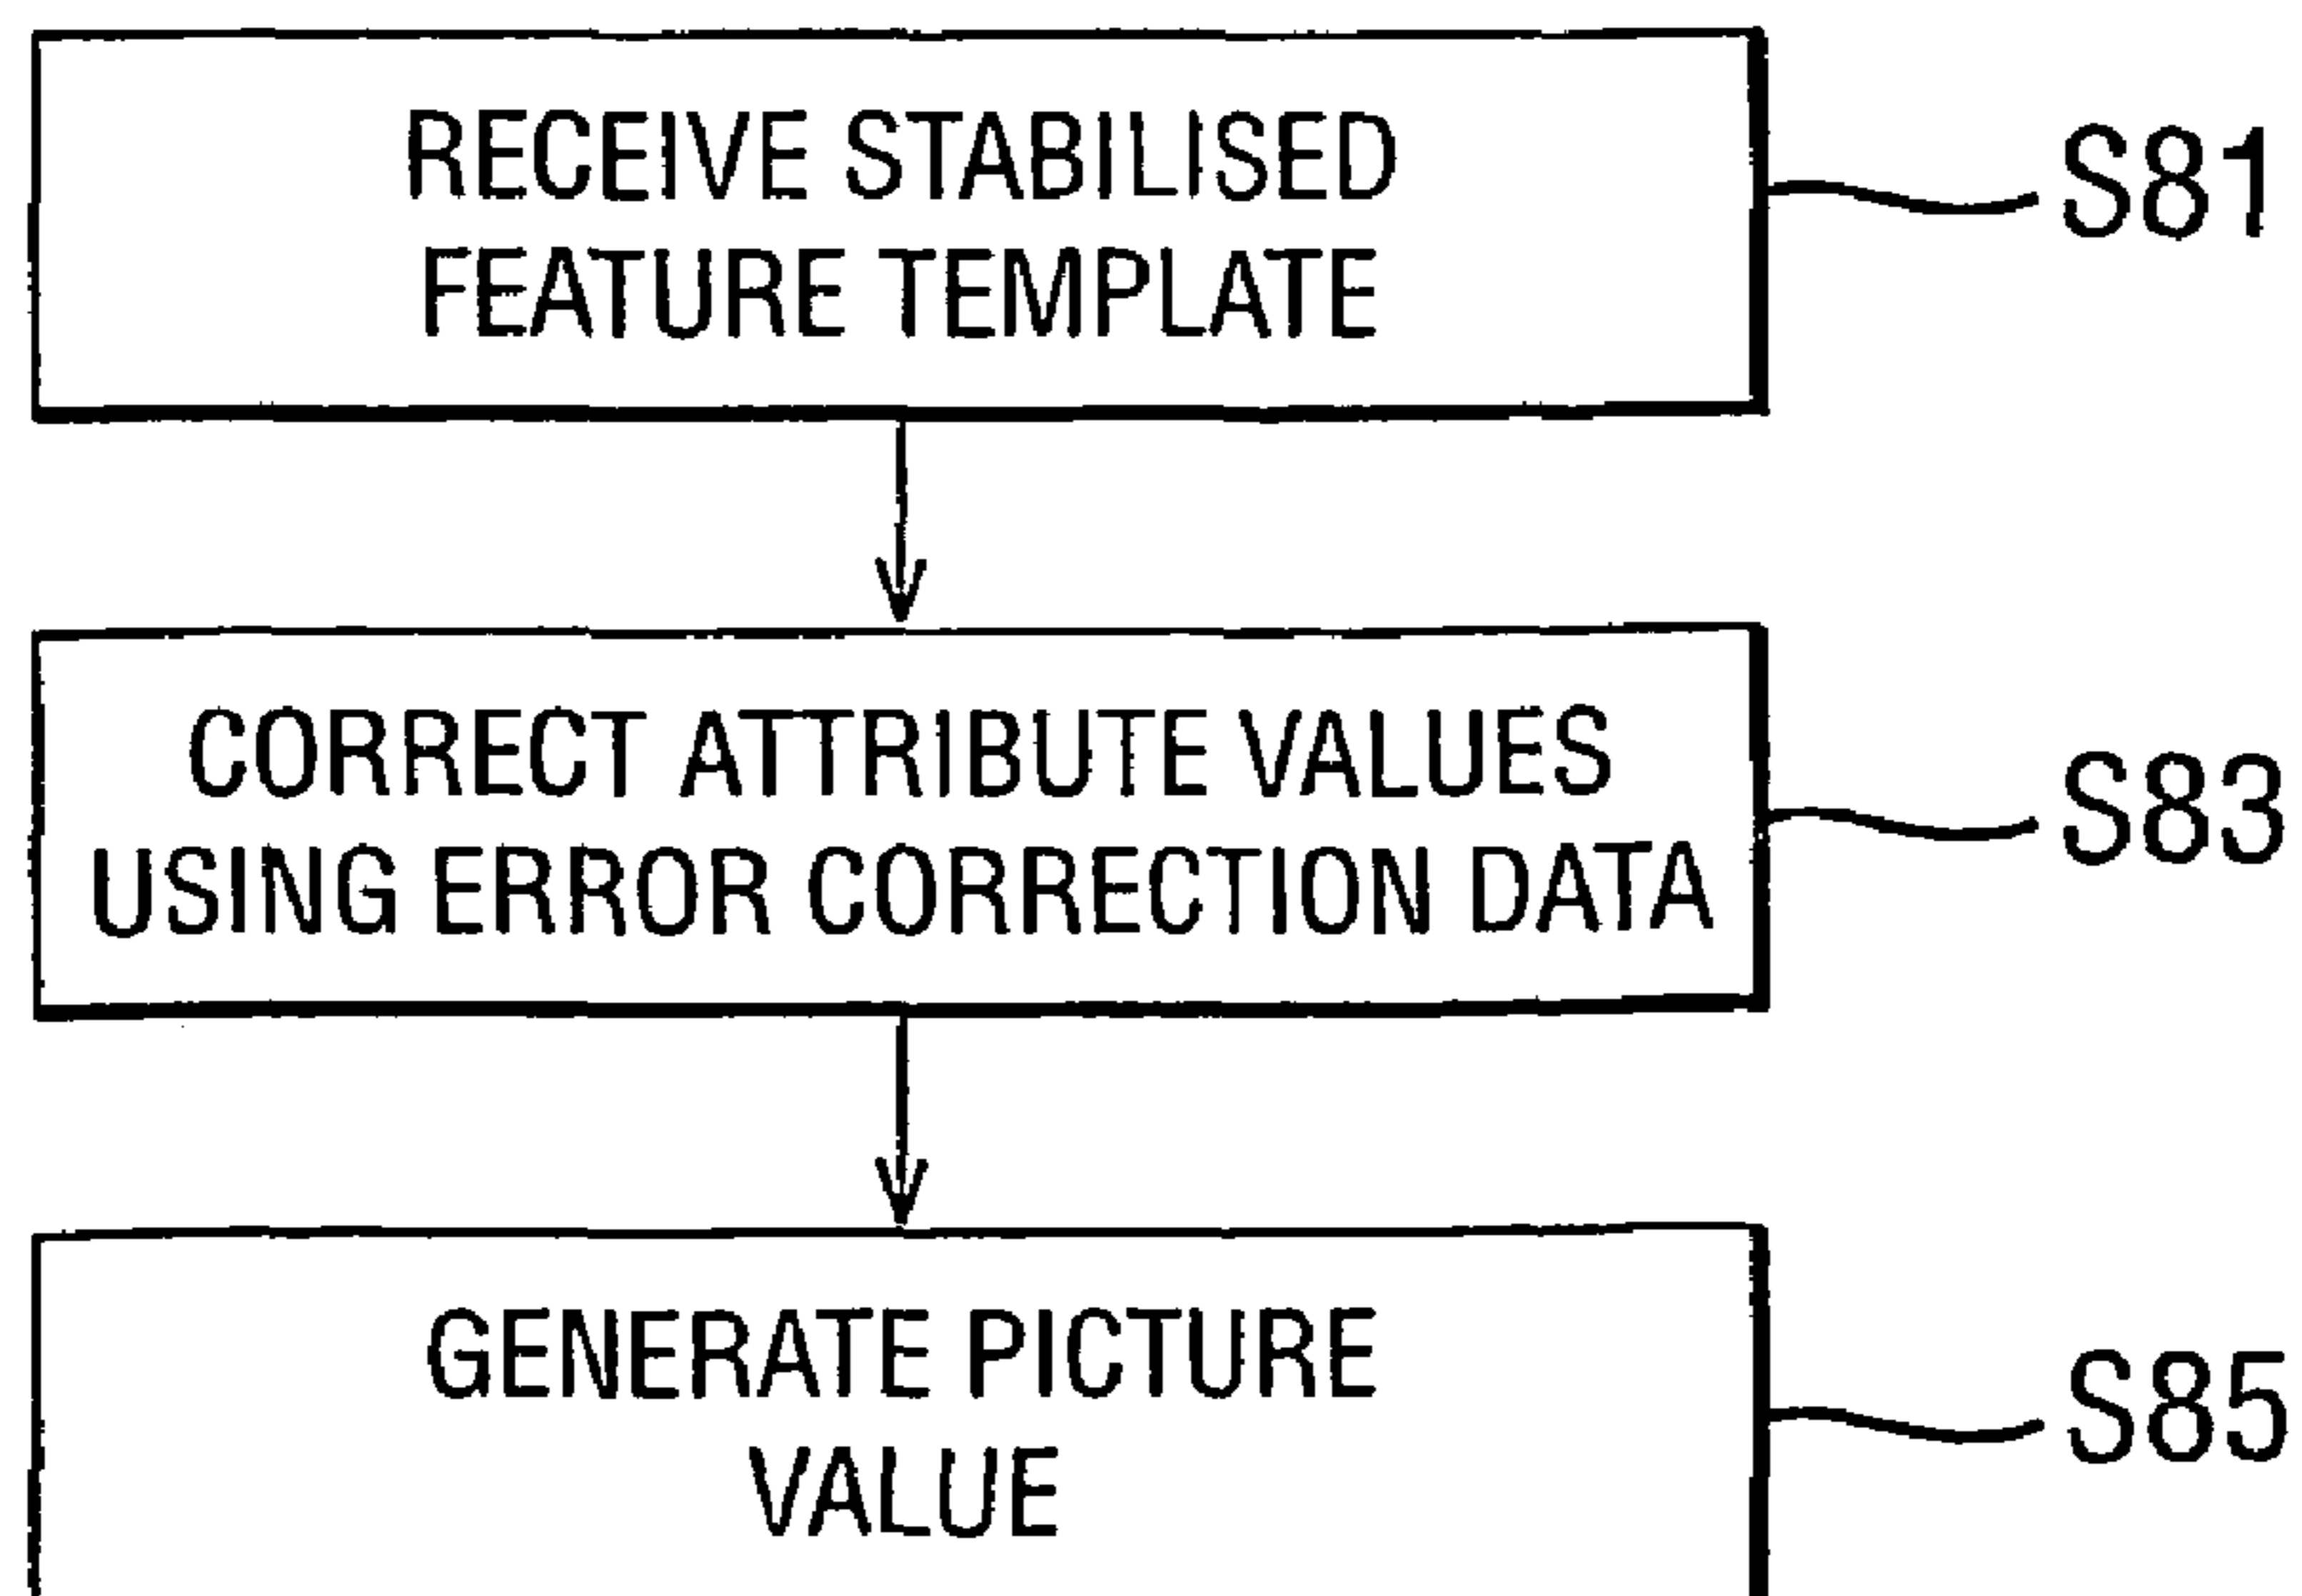 RECEIVE STABILISED
FEATURE TEMPLATE
S81
CORRECT ATTRIBUTE VALUES
USING ERROR CORRECTION DATA
S83
GENERATE PICTURE
VALUE
S85